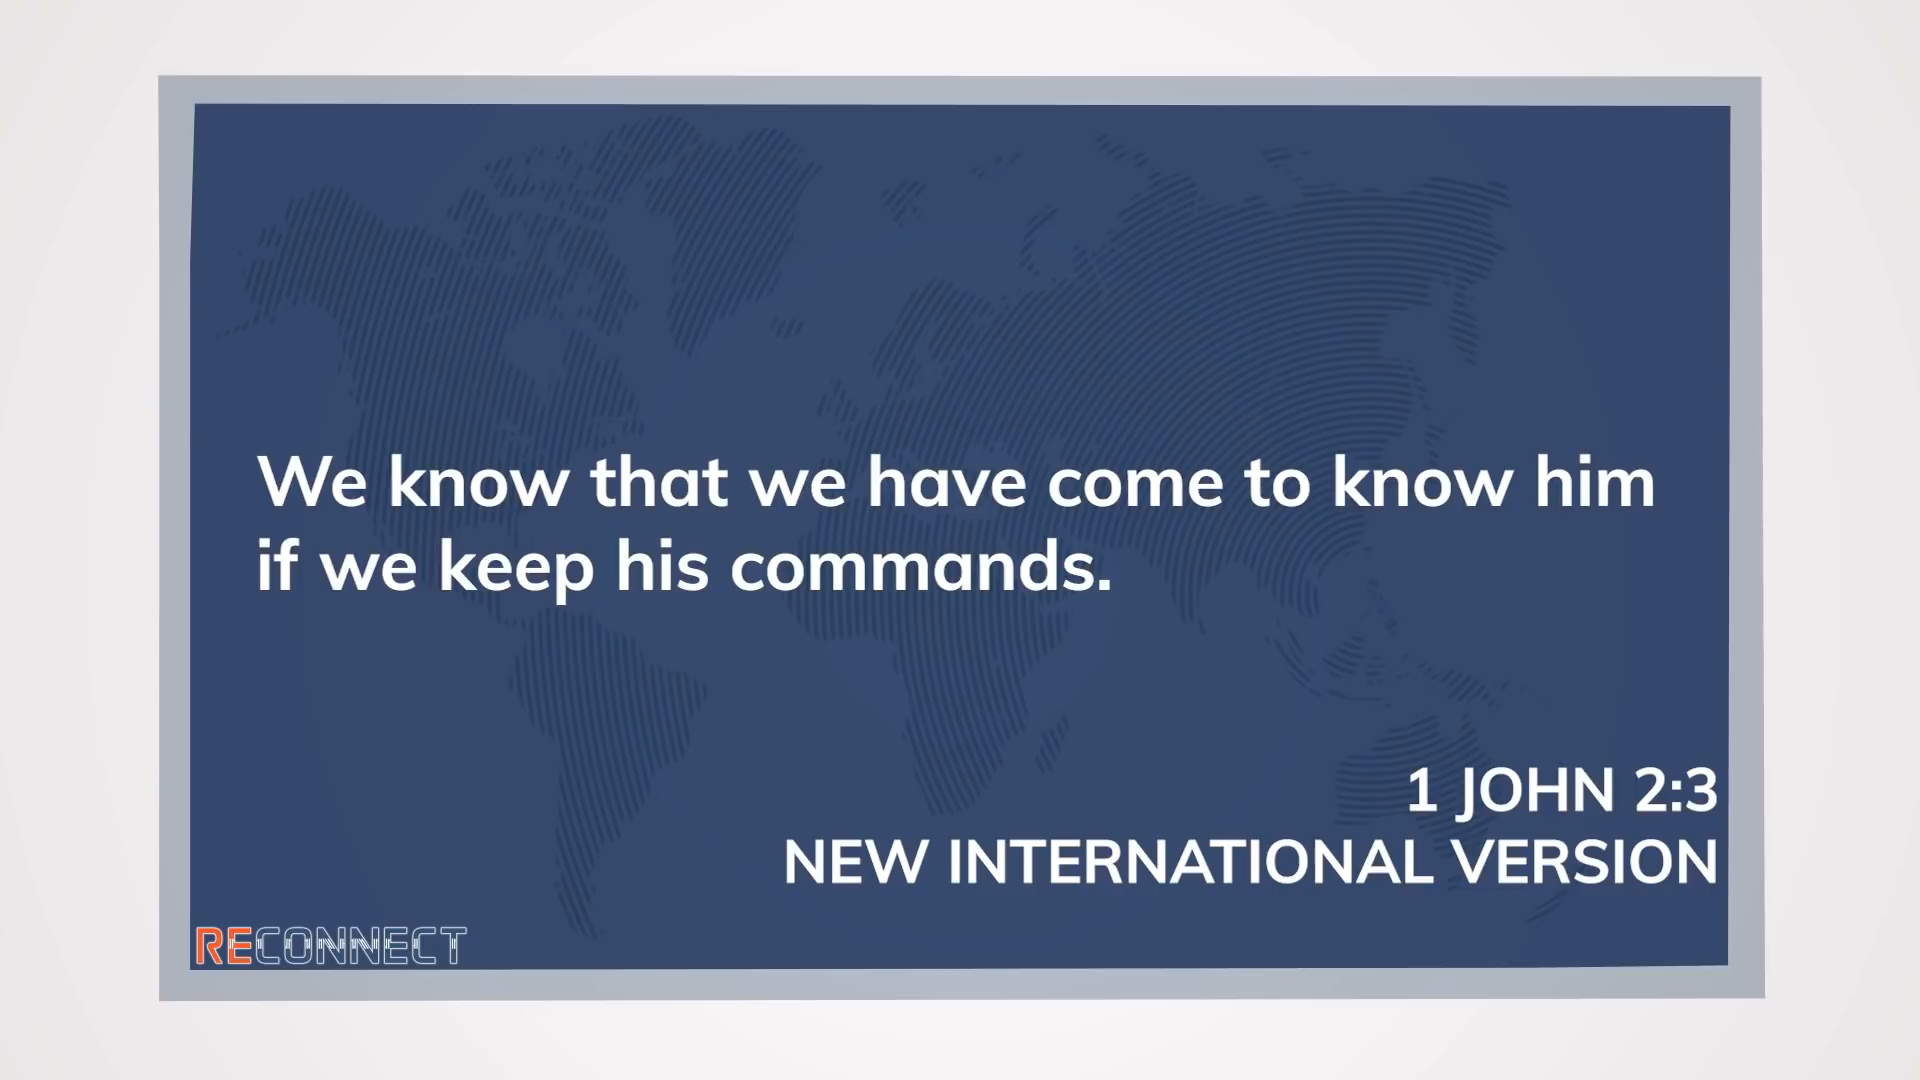 We know that we have come to know him
if we keep his commands.
1 JOHN 2:3
NEW INTERNATIONAL VERSION
RECONNECT